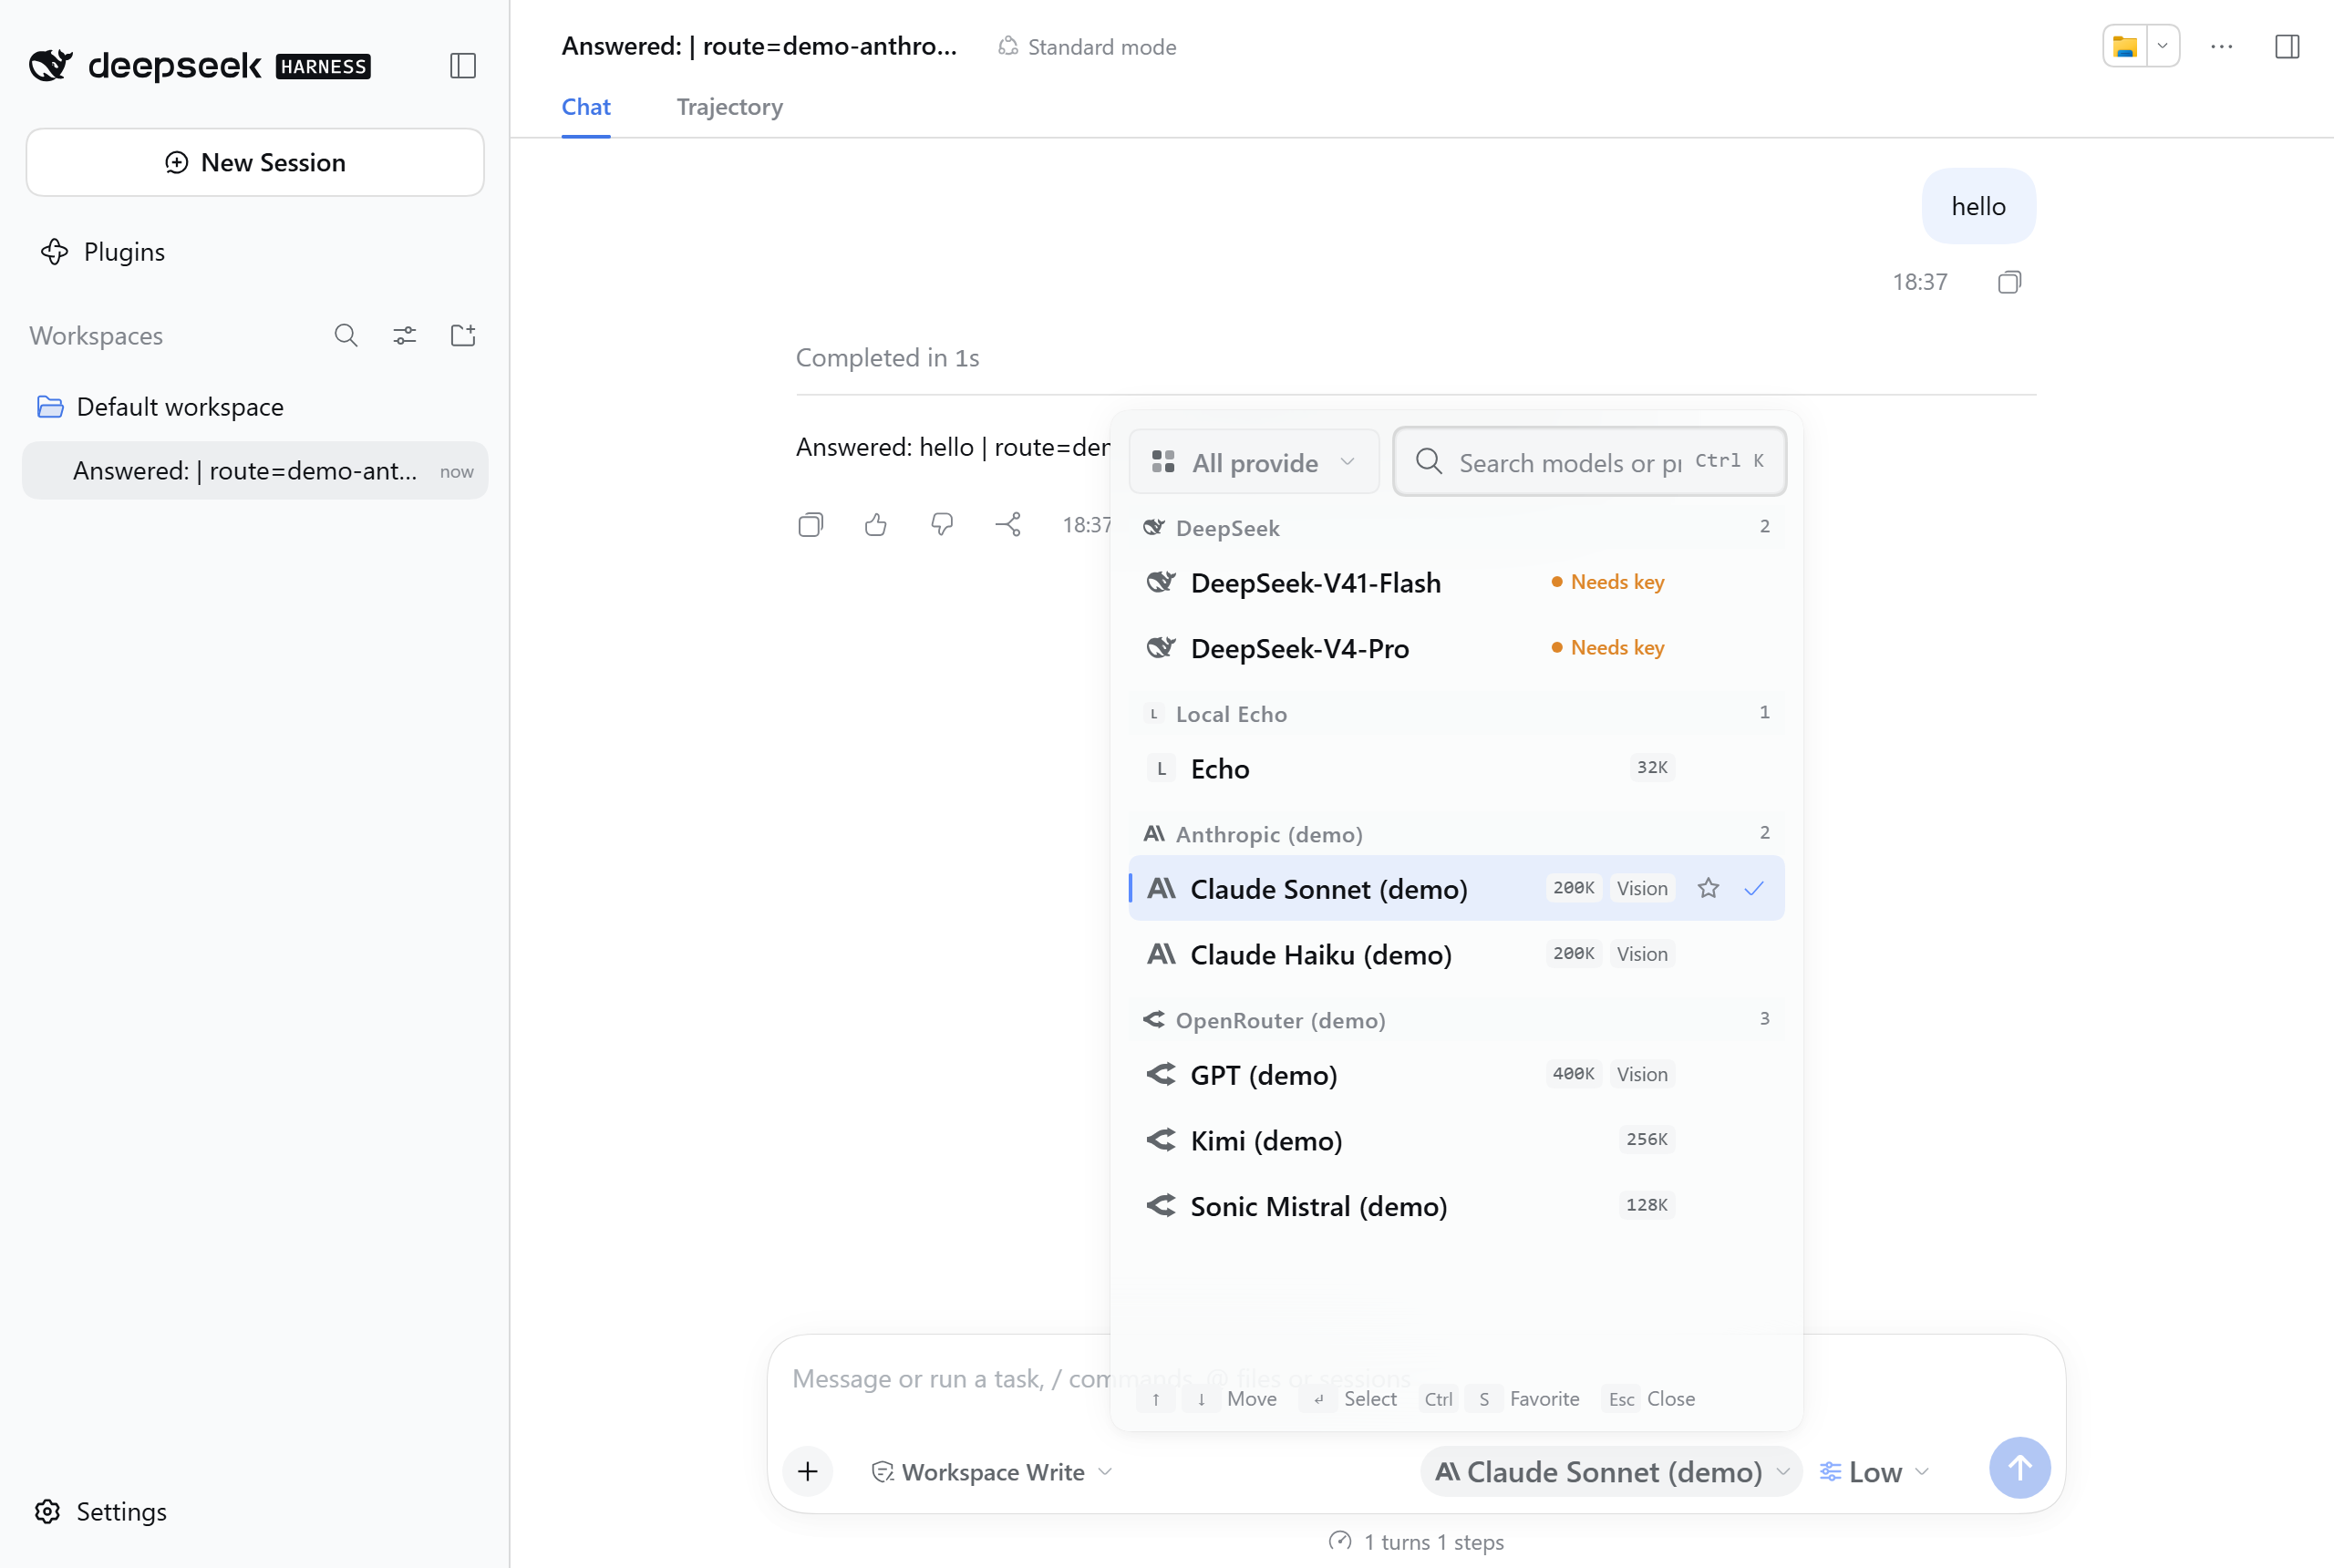 deepseek HARNESS
New Session
Plugins
Workspaces
Default workspace
Answered: | route=demo-ant... now
Settings
Answered: | route=demo-anthro... Standard mode
Chat Trajectory
hello
18:37
Completed in 1s
Answered: hello | route=der
18:37
All provide Search models or pr Ctrl K
DeepSeek 2
DeepSeek-V41-Flash Needs key
DeepSeek-V4-Pro Needs key
L Local Echo 1
L Echo 32K
Anthropic (demo) 2
Claude Sonnet (demo) 200K Vision
Claude Haiku (demo) 200K Vision
OpenRouter (demo) 3
GPT (demo) 400K Vision
Kimi (demo) 256K
Sonic Mistral (demo) 128K
Message or run a task, / commands, @ files or sessions
↑ ↓ Move ↵ Select Ctrl S Favorite Esc Close
Workspace Write Claude Sonnet (demo) Low
1 turns 1 steps